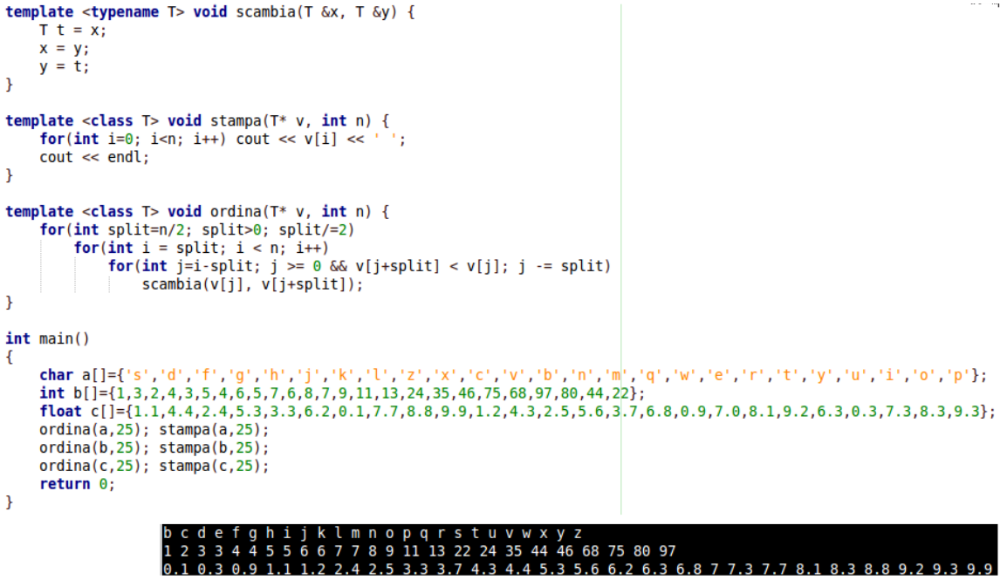 template <typename T> void scambia(T &x, T &y) {
    T t = x;
    x = y;
    y = t;
}
template <class T> void stampa(T* v, int n) {
    for(int i=0; i<n; i++) cout << v[i] << ' ';
    cout << endl;
}
template <class T> void ordina(T* v, int n) {
    for(int split=n/2; split>0; split/=2)
        for(int i = split; i < n; i++)
            for(int j=i-split; j >= 0 && v[j+split] < v[j]; j -= split)
                scambia(v[j], v[j+split]);
}
int main()
{
    char a[]={'s','d','f','g','h','j','k','l','z','x','c','v','b','n','m','q','w','e','r','t','y','u','i','o','p'};
    int b[]={1,3,2,4,3,5,4,6,5,7,6,8,7,9,11,13,24,35,46,75,68,97,80,44,22};
    float c[]={1.1,4.4,2.4,5.3,3.3,6.2,0.1,7.7,8.8,9.9,1.2,4.3,2.5,5.6,3.7,6.8,0.9,7.0,8.1,9.2,6.3,0.3,7.3,8.3,9.3};
    ordina(a,25); stampa(a,25);
    ordina(b,25); stampa(b,25);
    ordina(c,25); stampa(c,25);
    return 0;
}
b c d e f g h i j k l m n o p q r s t u v w x y z
1 2 3 3 4 4 5 5 6 6 7 7 8 9 11 13 22 24 35 44 46 68 75 80 97
0.1 0.3 0.9 1.1 1.2 2.4 2.5 3.3 3.7 4.3 4.4 5.3 5.6 6.2 6.3 6.8 7 7.3 7.7 8.1 8.3 8.8 9.2 9.3 9.9